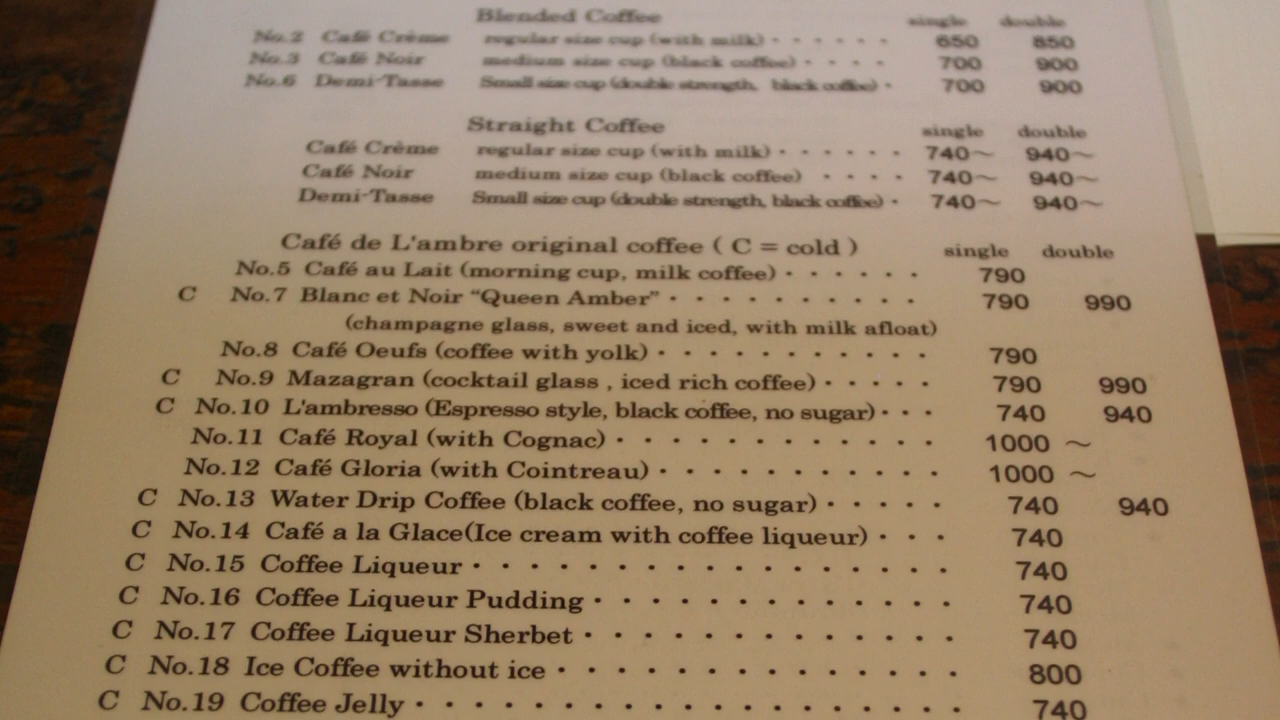 Blended Coffee single double
No.2 Café Crème regular size cup (with milk) · · · · · · 650 850
No.3 Café Noir medium size cup (black coffee) · · · · 700 900
No.6 Demi-Tasse Small size cup (double strength, black coffee) · 700 900
Straight Coffee single double
Café Crème regular size cup (with milk) · · · · · · 740~ 940~
Café Noir medium size cup (black coffee) · · · · 740~ 940~
Demi-Tasse Small size cup (double strength, black coffee) · 740~ 940~
Café de L'ambre original coffee ( C = cold ) single double
No.5 Café au Lait (morning cup, milk coffee) · · · · · · 790
C No.7 Blanc et Noir “Queen Amber” · · · · · · · · · · 790 990
(champagne glass, sweet and iced, with milk afloat)
No.8 Café Oeufs (coffee with yolk) · · · · · · · · · · · 790
C No.9 Mazagran (cocktail glass , iced rich coffee) · · · · · 790 990
C No.10 L'ambresso (Espresso style, black coffee, no sugar) · · · 740 940
No.11 Café Royal (with Cognac) · · · · · · · · · · · · 1000 ~
No.12 Café Gloria (with Cointreau) · · · · · · · · · · · 1000 ~
C No.13 Water Drip Coffee (black coffee, no sugar) · · · · · 740 940
C No.14 Café a la Glace(Ice cream with coffee liqueur) · · · 740
C No.15 Coffee Liqueur · · · · · · · · · · · · · · · · · 740
C No.16 Coffee Liqueur Pudding · · · · · · · · · · · · · 740
C No.17 Coffee Liqueur Sherbet · · · · · · · · · · · · · 740
C No.18 Ice Coffee without ice · · · · · · · · · · · · · · 800
C No.19 Coffee Jelly · · · · · · · · · · · · · · · · · · 740